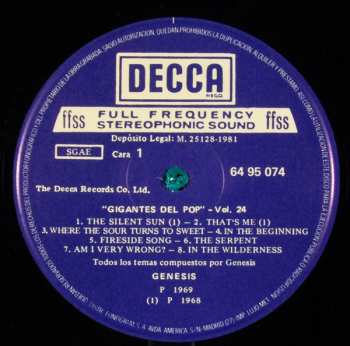 DECCA
ffss FULL FREQUENCY STEREOPHONIC SOUND ffss
Depósito Legal: M. 25128-1981
SGAE Cara 1
64 95 074
The Decca Records Co, Ltd.
"GIGANTES DEL POP" - Vol. 24
1. THE SILENT SUN (1) - 2. THAT'S ME (1)
3. WHERE THE SOUR TURNS TO SWEET - 4. IN THE BEGINNING
5. FIRESIDE SONG - 6. THE SERPENT
7. AM I VERY WRONG? - 8. IN THE WILDERNESS
Todos los temas compuestos por Genesis
GENESIS
P 1969
(1) P 1968